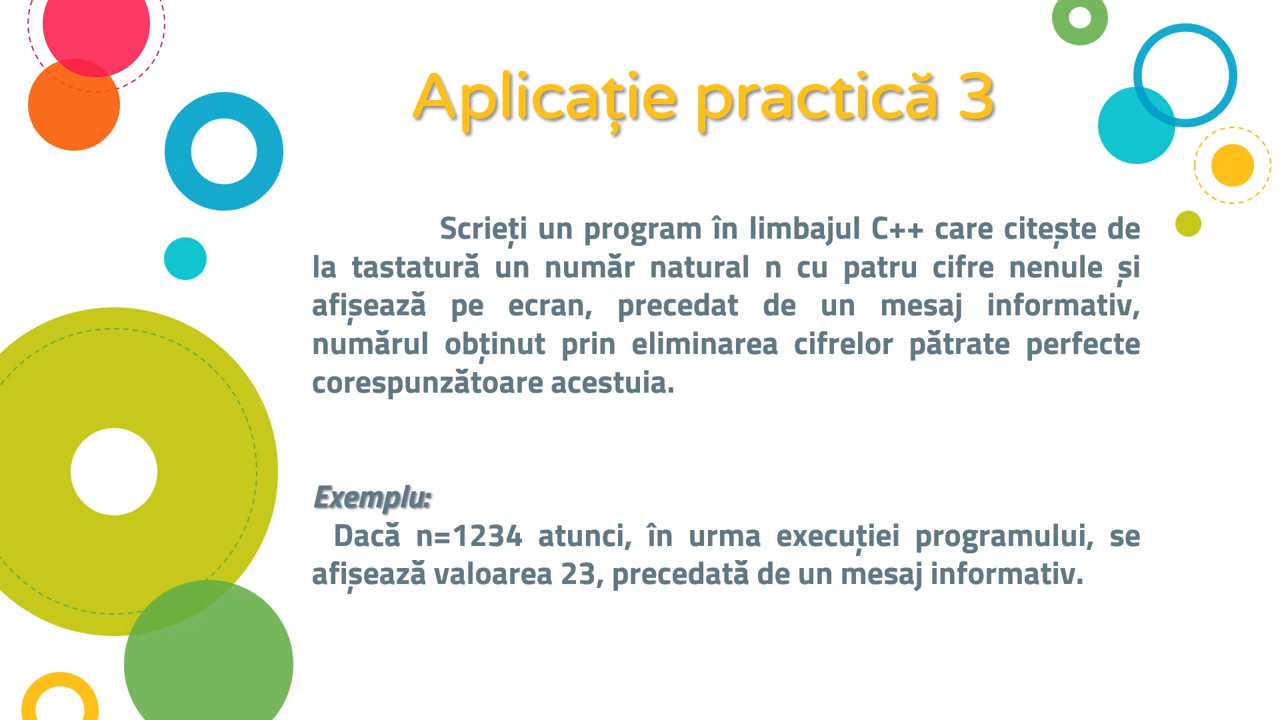 Aplicație practică 3
Scrieți un program în limbajul C++ care citește de
la tastatură un număr natural n cu patru cifre nenule și
afișează pe ecran, precedat de un mesaj informativ,
numărul obținut prin eliminarea cifrelor pătrate perfecte
corespunzătoare acestuia.
Exemplu:
Dacă n=1234 atunci, în urma execuției programului, se
afișează valoarea 23, precedată de un mesaj informativ.